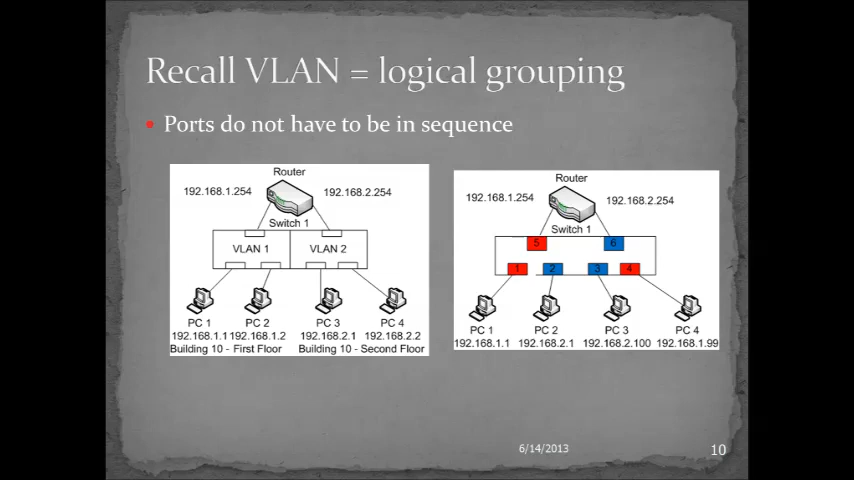 Recall VLAN = logical grouping
Ports do not have to be in sequence
Router
192.168.1.254
192.168.2.254
Switch 1
VLAN 1
VLAN 2
PC 1
PC 2
PC 3
PC 4
192.168.1.1
192.168.1.2
192.168.2.1
192.168.2.2
Building 10 - First Floor
Building 10 - Second Floor
Router
192.168.1.254
192.168.2.254
Switch 1
5
6
1
2
3
4
PC 1
PC 2
PC 3
PC 4
192.168.1.1
192.168.2.1
192.168.2.100
192.168.1.99
6/14/2013
10